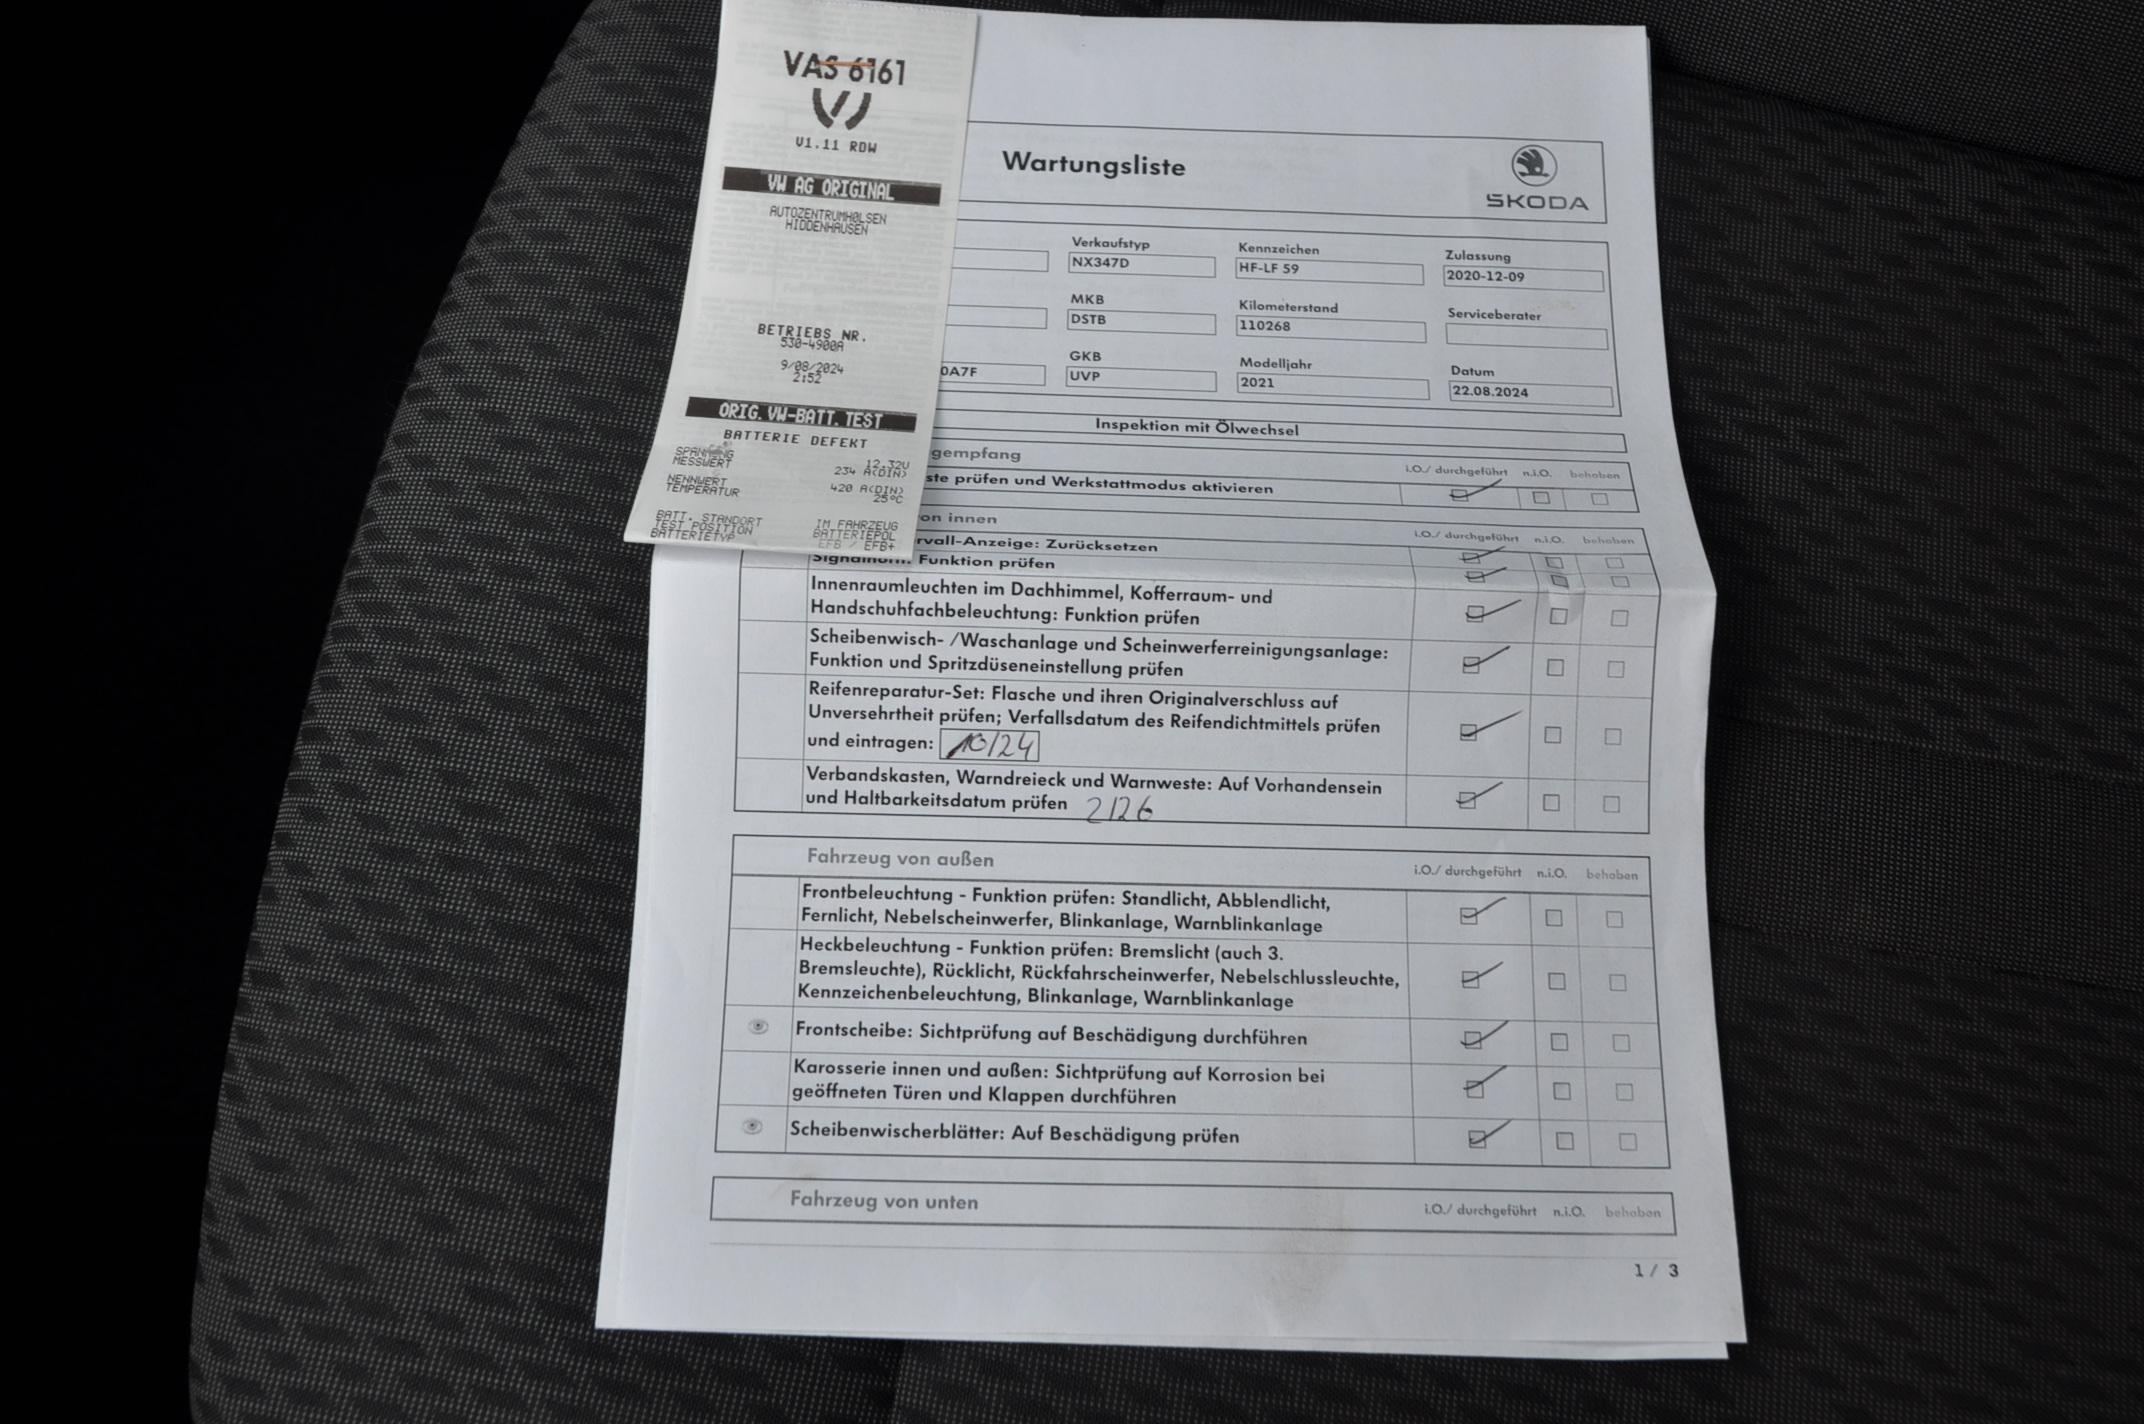 VAS 6161
V1.11 RDW
VW AG ORIGINAL
AUTOZENTRUMHØLSEN
HIDDENHAUSEN
BETRIEBS NR.
530-4900A
9/08/2024
2:52
ORIG. VW-BATT. TEST
BATTERIE DEFEKT
SPANNUNG 12.32V
MESSWERT 234 A(DIN)
NENNWERT 420 A(DIN)
TEMPERATUR 25°C
BATT. STANDORT IM FAHRZEUG
TEST POSITION BATTERIEPOL
BATTERIETYP EFB / EFB+
Wartungsliste
SKODA
Verkaufstyp Kennzeichen Zulassung
NX347D HF-LF 59 2020-12-09
MKB Kilometerstand Serviceberater
DSTB 110268
GKB Modelljahr Datum
0A7F UVP 2021 22.08.2024
Inspektion mit Ölwechsel
gempfang i.O./ durchgeführt n.i.O. behoben
ste prüfen und Werkstattmodus aktivieren
on innen i.O./ durchgeführt n.i.O. behoben
rvall-Anzeige: Zurücksetzen
Signalhorn: Funktion prüfen
Innenraumleuchten im Dachhimmel, Kofferraum- und
Handschuhfachbeleuchtung: Funktion prüfen
Scheibenwisch- /Waschanlage und Scheinwerferreinigungsanlage:
Funktion und Spritzdüseneinstellung prüfen
Reifenreparatur-Set: Flasche und ihren Originalverschluss auf
Unversehrtheit prüfen; Verfallsdatum des Reifendichtmittels prüfen
und eintragen: 10/24
Verbandskasten, Warndreieck und Warnweste: Auf Vorhandensein
und Haltbarkeitsdatum prüfen 2/26
Fahrzeug von außen i.O./ durchgeführt n.i.O. behoben
Frontbeleuchtung - Funktion prüfen: Standlicht, Abblendlicht,
Fernlicht, Nebelscheinwerfer, Blinkanlage, Warnblinkanlage
Heckbeleuchtung - Funktion prüfen: Bremslicht (auch 3.
Bremsleuchte), Rücklicht, Rückfahrscheinwerfer, Nebelschlussleuchte,
Kennzeichenbeleuchtung, Blinkanlage, Warnblinkanlage
Frontscheibe: Sichtprüfung auf Beschädigung durchführen
Karosserie innen und außen: Sichtprüfung auf Korrosion bei
geöffneten Türen und Klappen durchführen
Scheibenwischerblätter: Auf Beschädigung prüfen
Fahrzeug von unten i.O./ durchgeführt n.i.O. behoben
1 / 3